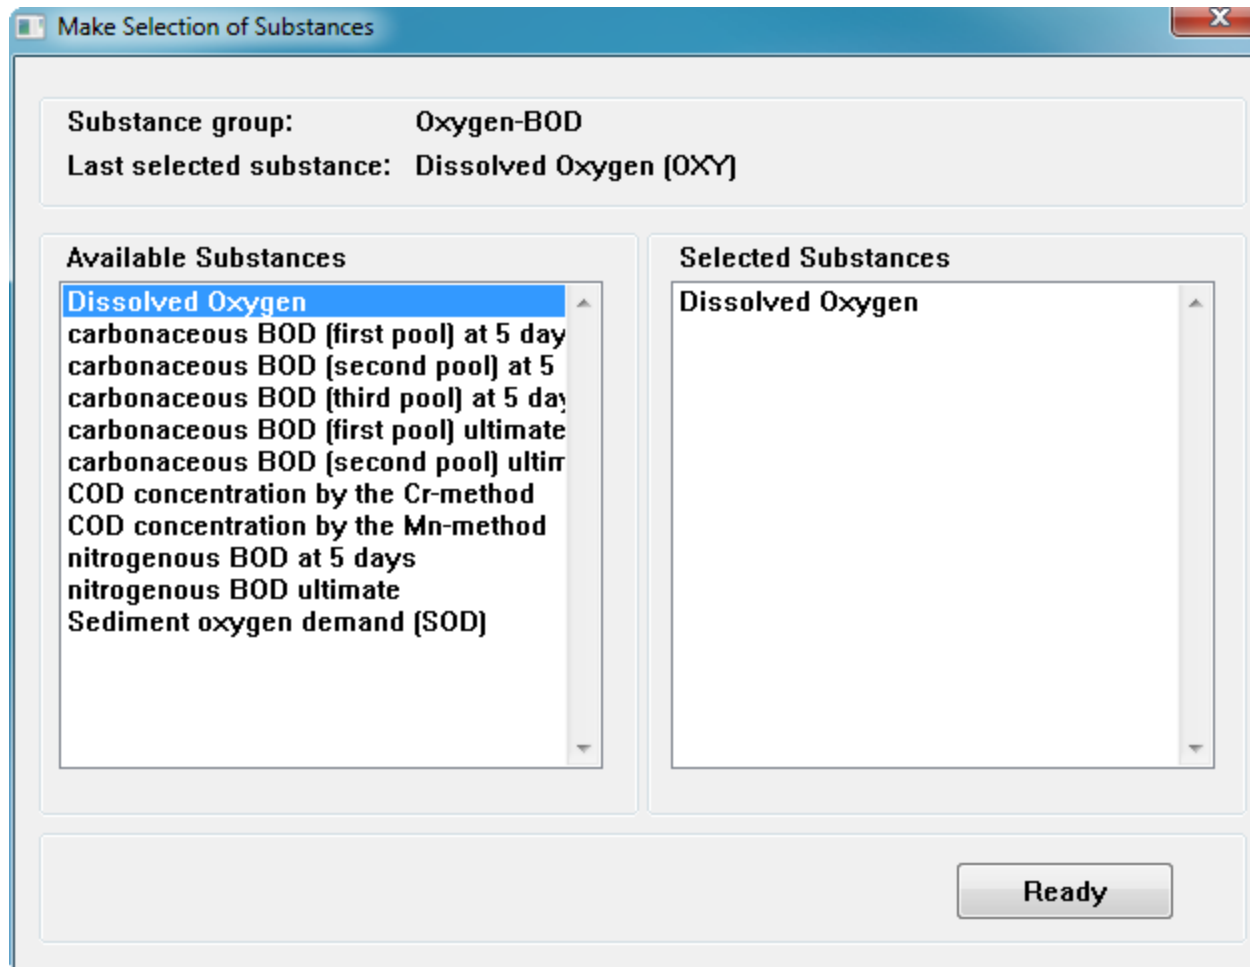 Make Selection of Substances
Substance group: Oxygen-BOD
Last selected substance: Dissolved Oxygen (OXY)
Available Substances
Dissolved Oxygen
carbonaceous BOD (first pool) at 5 day
carbonaceous BOD (second pool) at 5
carbonaceous BOD (third pool) at 5 day
carbonaceous BOD (first pool) ultimate
carbonaceous BOD (second pool) ultim
COD concentration by the Cr-method
COD concentration by the Mn-method
nitrogenous BOD at 5 days
nitrogenous BOD ultimate
Sediment oxygen demand (SOD)
Selected Substances
Dissolved Oxygen
Ready